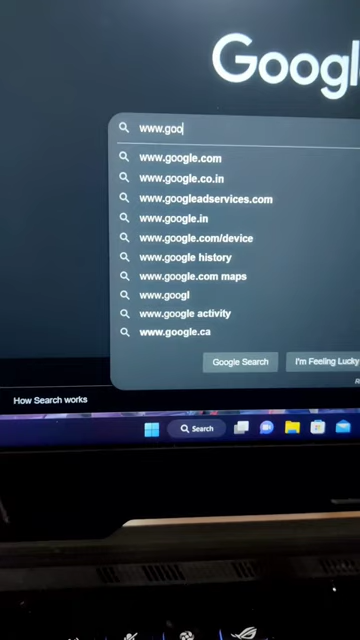 Googl
www.goo
www.google.com
www.google.co.in
www.googleadservices.com
www.google.in
www.google.com/device
www.google history
www.google.com maps
www.googl
www.google activity
www.google.ca
Google Search
I'm Feeling Lucky
How Search works
Search